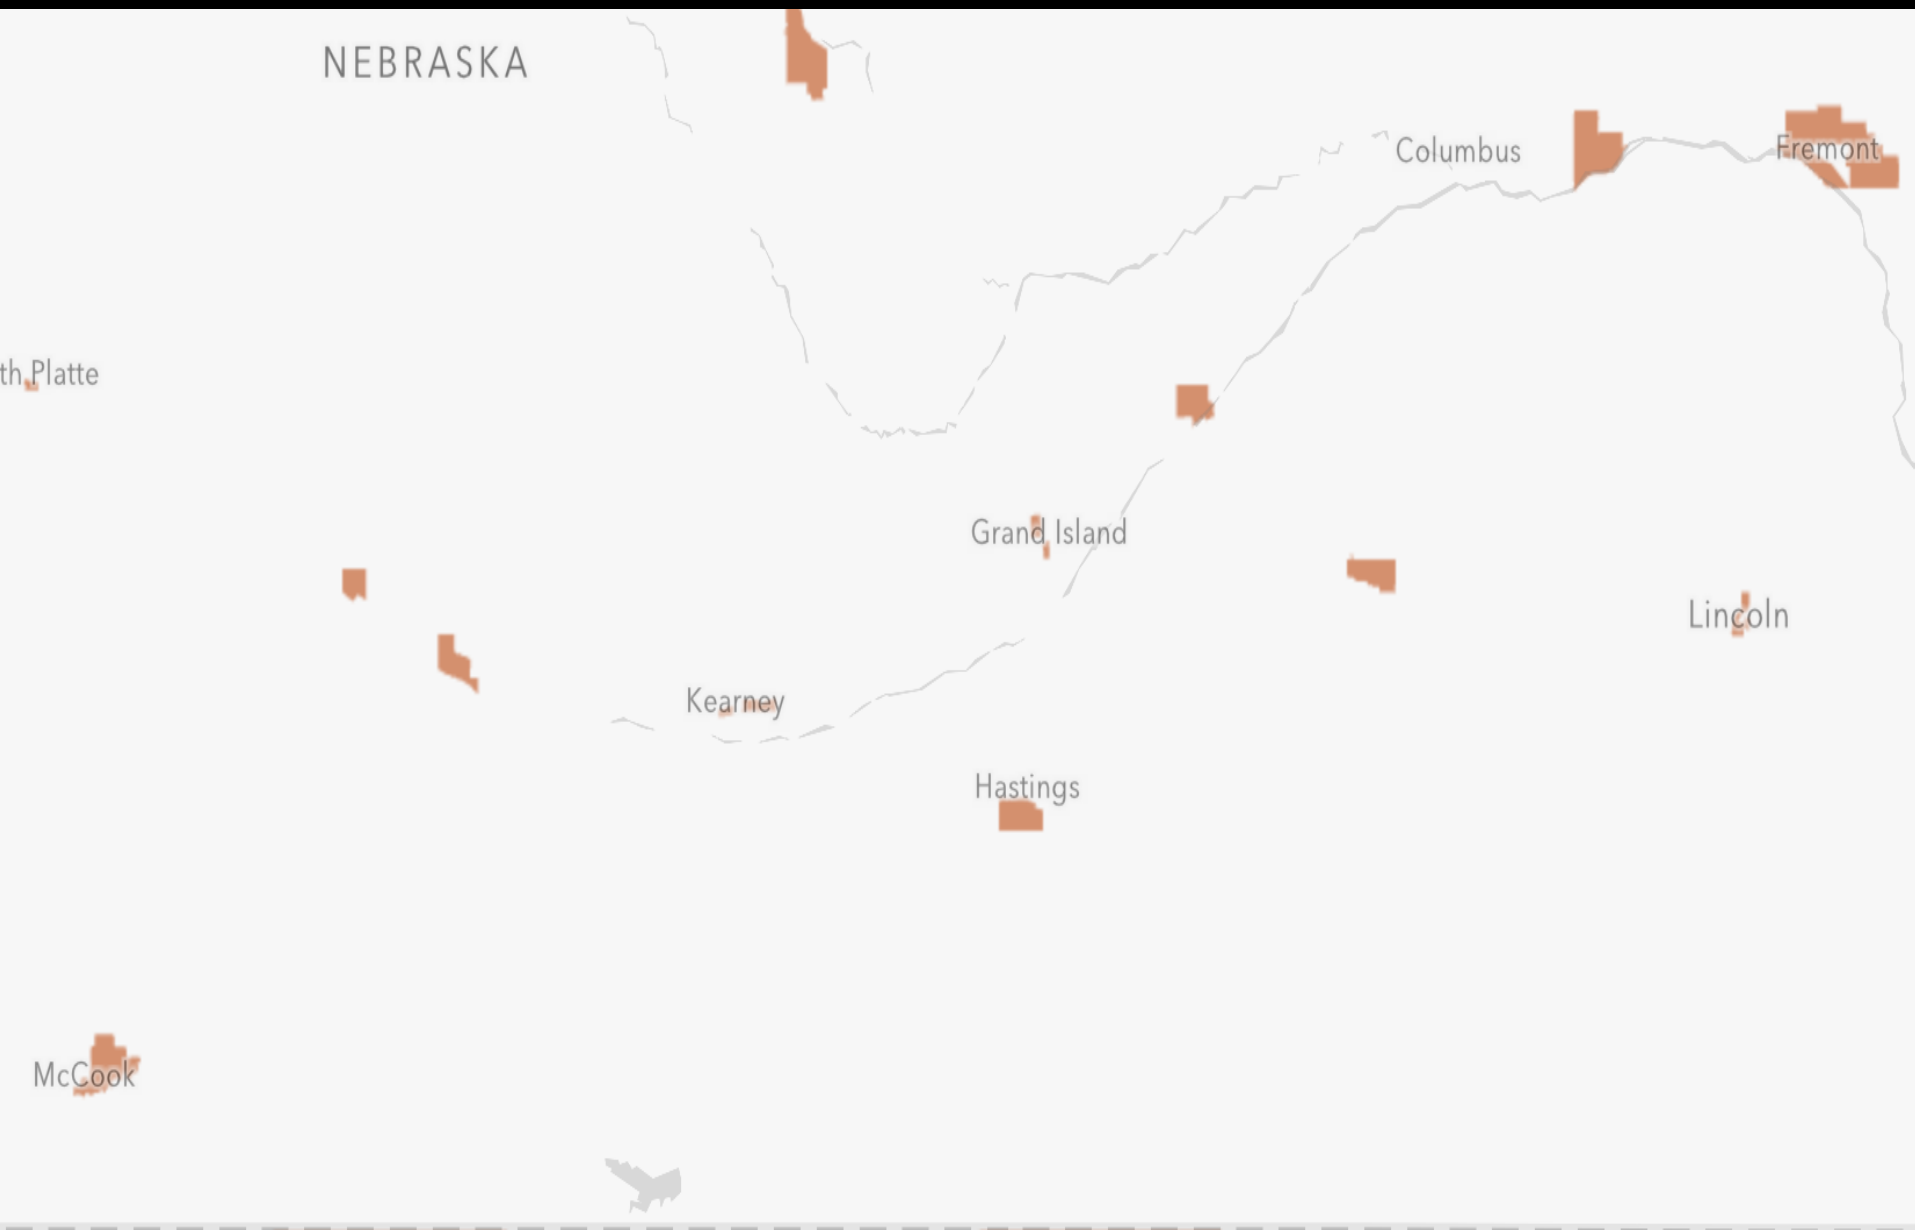 NEBRASKA
Columbus
Fremont
th Platte
Grand Island
Lincoln
Kearney
Hastings
McCook